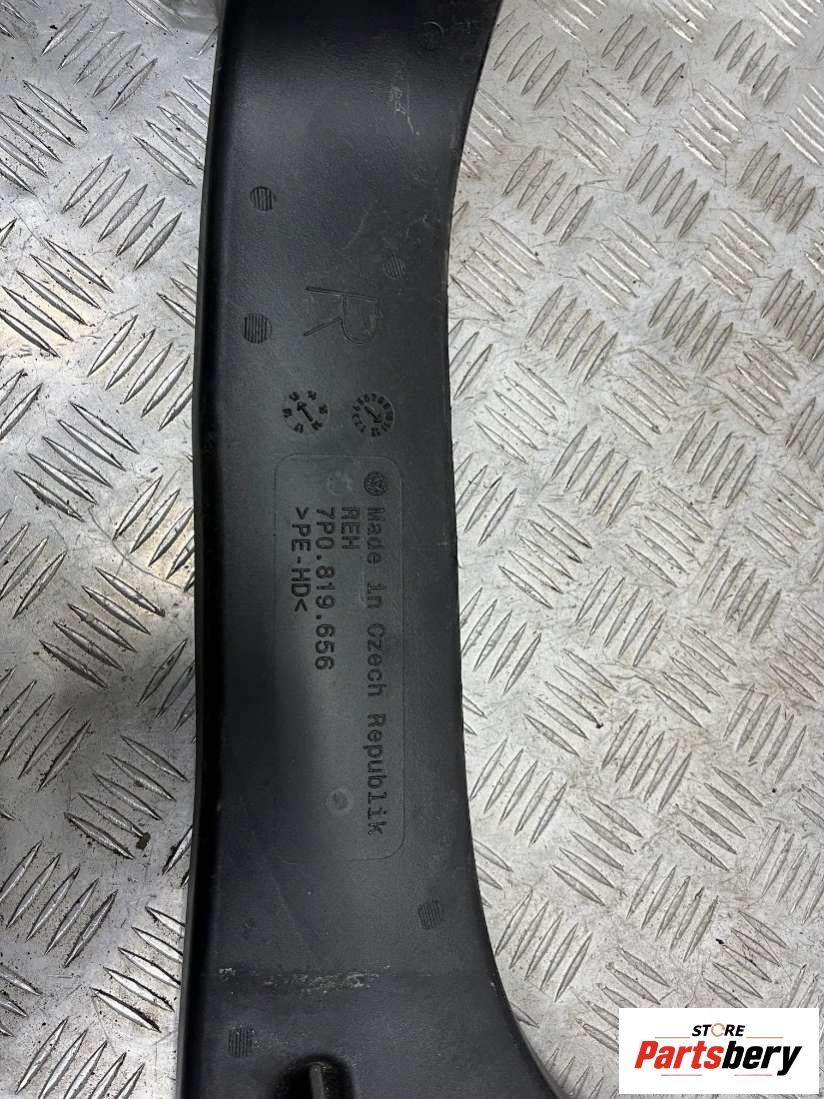 R
Made in Czech Republik
REH
7P0.819.656
>PE-HD<
STORE
Partsbery